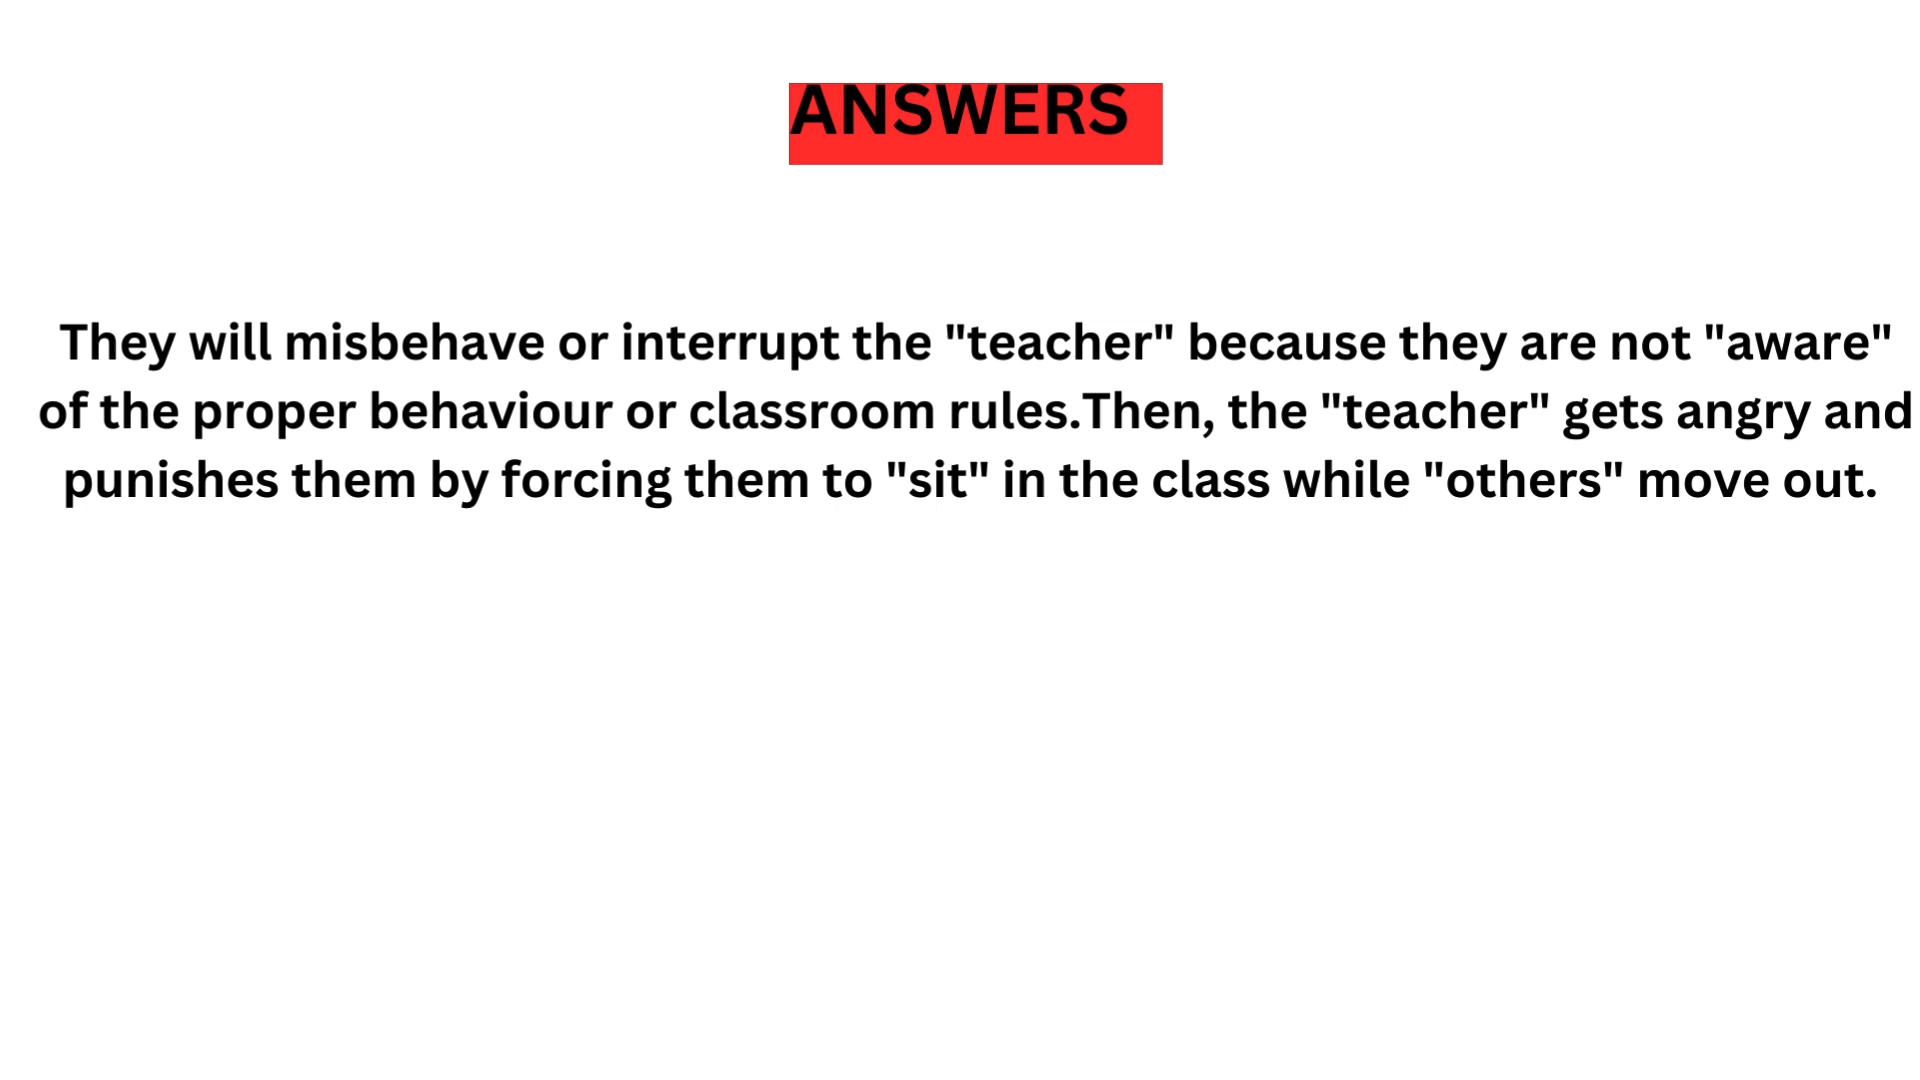 ANSWERS
They will misbehave or interrupt the "teacher" because they are not "aware"
of the proper behaviour or classroom rules.Then, the "teacher" gets angry and
punishes them by forcing them to "sit" in the class while "others" move out.